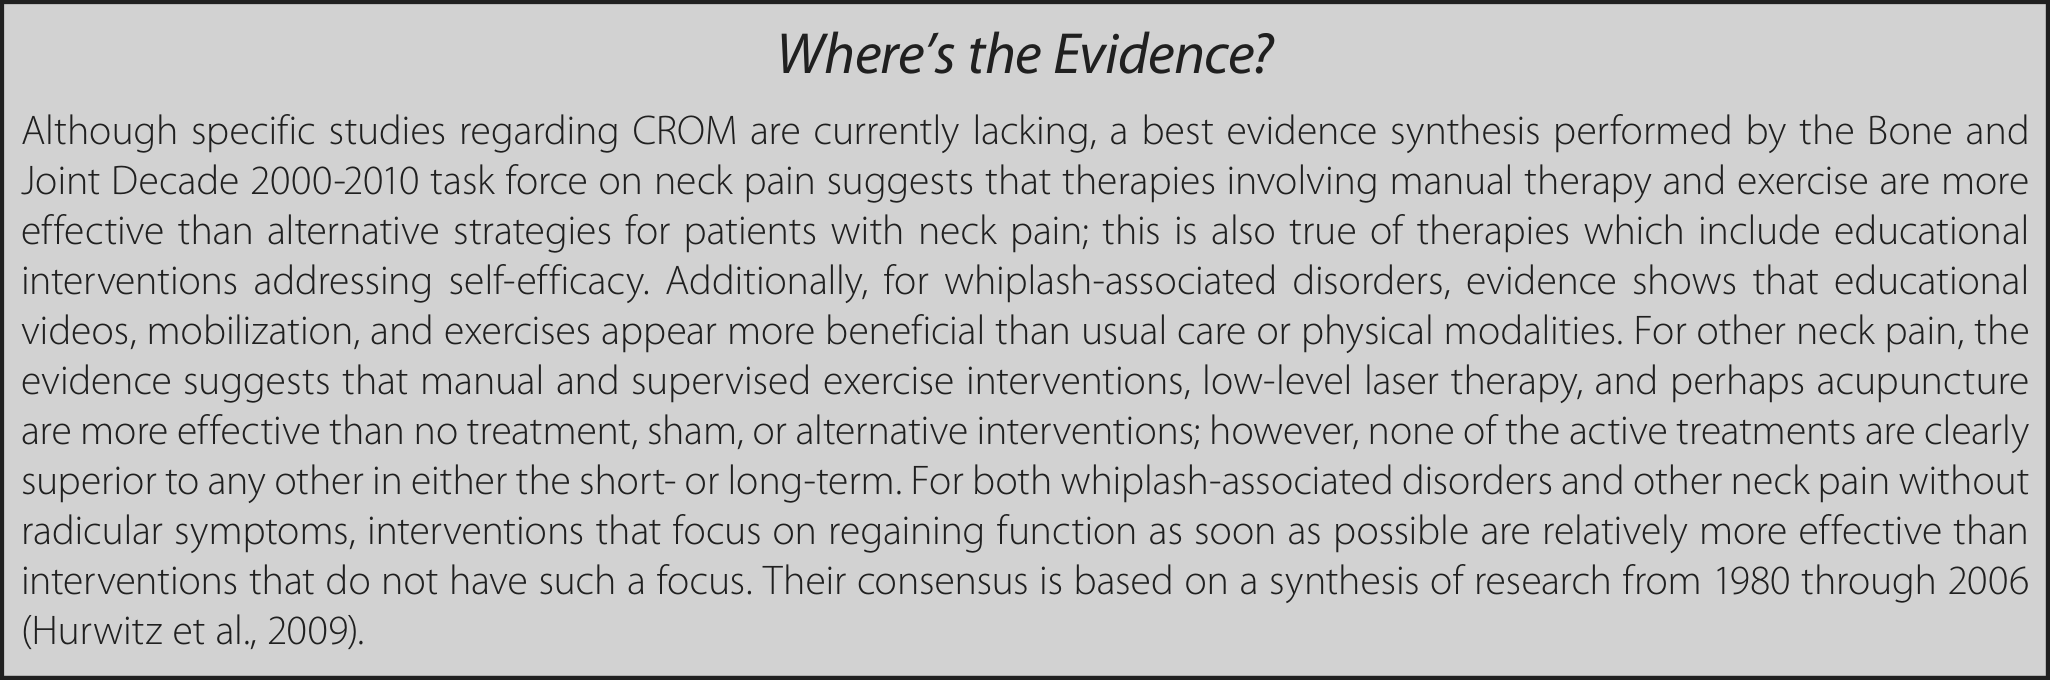 Where’s the Evidence?
Although specific studies regarding CROM are currently lacking, a best evidence synthesis performed by the Bone and
Joint Decade 2000-2010 task force on neck pain suggests that therapies involving manual therapy and exercise are more
effective than alternative strategies for patients with neck pain; this is also true of therapies which include educational
interventions addressing self-efficacy. Additionally, for whiplash-associated disorders, evidence shows that educational
videos, mobilization, and exercises appear more beneficial than usual care or physical modalities. For other neck pain, the
evidence suggests that manual and supervised exercise interventions, low-level laser therapy, and perhaps acupuncture
are more effective than no treatment, sham, or alternative interventions; however, none of the active treatments are clearly
superior to any other in either the short- or long-term. For both whiplash-associated disorders and other neck pain without
radicular symptoms, interventions that focus on regaining function as soon as possible are relatively more effective than
interventions that do not have such a focus. Their consensus is based on a synthesis of research from 1980 through 2006
(Hurwitz et al., 2009).